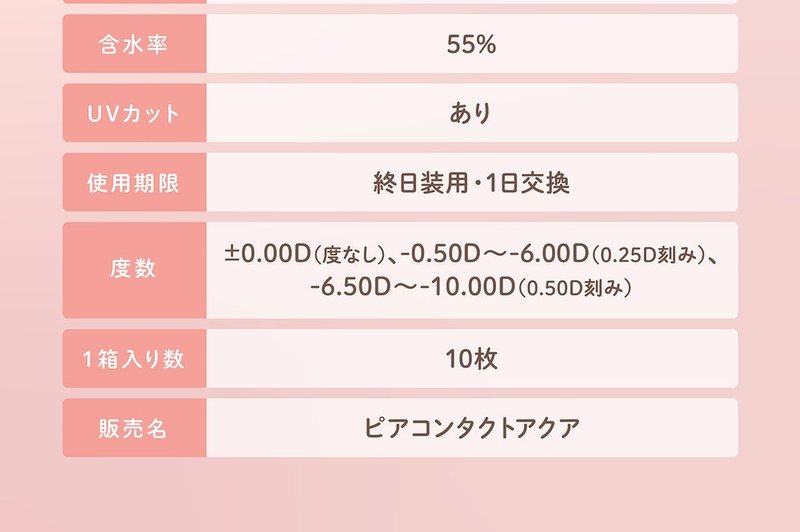 含水率 55%
UVカット あり
使用期限 終日装用・1日交換
度数 ±0.00D(度なし)、-0.50D〜-6.00D(0.25D刻み)、
-6.50D〜-10.00D(0.50D刻み)
1箱入り数 10枚
販売名 ピアコンタクトアクア